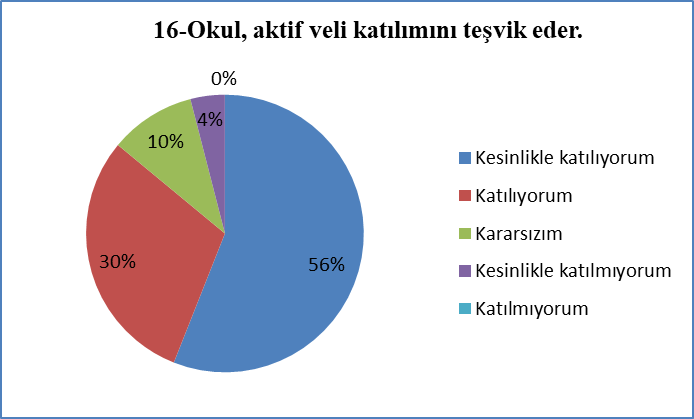 16-Okul, aktif veli katılımını teşvik eder.
0%
4%
10%
30%
56%
Kesinlikle katılıyorum
Katılıyorum
Kararsızım
Kesinlikle katılmıyorum
Katılmıyorum